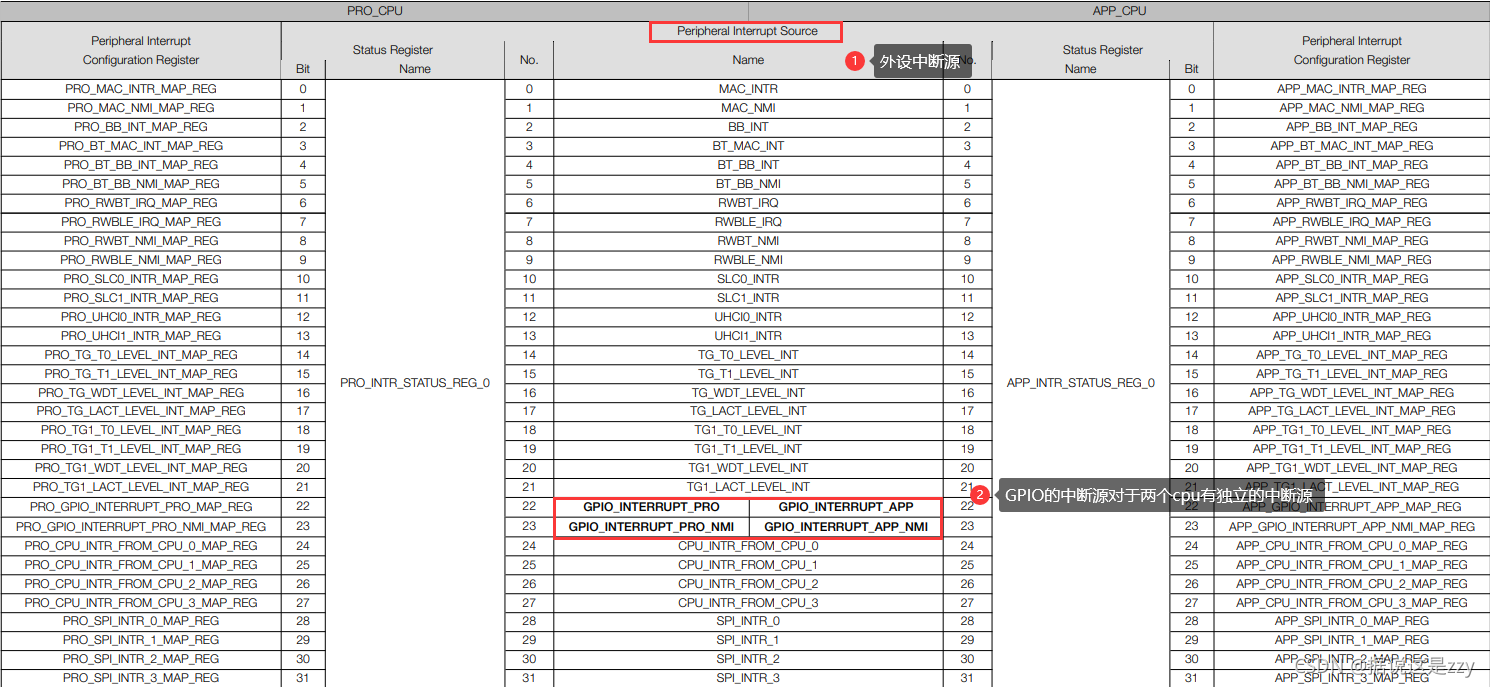 PRO_CPU APP_CPU
Peripheral Interrupt Configuration Register Bit Status Register Name No. Peripheral Interrupt Source Name No. Status Register Name Bit Peripheral Interrupt Configuration Register
1 外设中断源
PRO_MAC_INTR_MAP_REG 0 0 MAC_INTR 0 0 APP_MAC_INTR_MAP_REG
PRO_MAC_NMI_MAP_REG 1 1 MAC_NMI 1 1 APP_MAC_NMI_MAP_REG
PRO_BB_INT_MAP_REG 2 2 BB_INT 2 2 APP_BB_INT_MAP_REG
PRO_BT_MAC_INT_MAP_REG 3 3 BT_MAC_INT 3 3 APP_BT_MAC_INT_MAP_REG
PRO_BT_BB_INT_MAP_REG 4 4 BT_BB_INT 4 4 APP_BT_BB_INT_MAP_REG
PRO_BT_BB_NMI_MAP_REG 5 5 BT_BB_NMI 5 5 APP_BT_BB_NMI_MAP_REG
PRO_RWBT_IRQ_MAP_REG 6 6 RWBT_IRQ 6 6 APP_RWBT_IRQ_MAP_REG
PRO_RWBLE_IRQ_MAP_REG 7 7 RWBLE_IRQ 7 7 APP_RWBLE_IRQ_MAP_REG
PRO_RWBT_NMI_MAP_REG 8 8 RWBT_NMI 8 8 APP_RWBT_NMI_MAP_REG
PRO_RWBLE_NMI_MAP_REG 9 9 RWBLE_NMI 9 9 APP_RWBLE_NMI_MAP_REG
PRO_SLC0_INTR_MAP_REG 10 10 SLC0_INTR 10 10 APP_SLC0_INTR_MAP_REG
PRO_SLC1_INTR_MAP_REG 11 11 SLC1_INTR 11 11 APP_SLC1_INTR_MAP_REG
PRO_UHCI0_INTR_MAP_REG 12 12 UHCI0_INTR 12 12 APP_UHCI0_INTR_MAP_REG
PRO_UHCI1_INTR_MAP_REG 13 13 UHCI1_INTR 13 13 APP_UHCI1_INTR_MAP_REG
PRO_TG_T0_LEVEL_INT_MAP_REG 14 14 TG_T0_LEVEL_INT 14 14 APP_TG_T0_LEVEL_INT_MAP_REG
PRO_TG_T1_LEVEL_INT_MAP_REG 15 PRO_INTR_STATUS_REG_0 15 TG_T1_LEVEL_INT 15 APP_INTR_STATUS_REG_0 15 APP_TG_T1_LEVEL_INT_MAP_REG
PRO_TG_WDT_LEVEL_INT_MAP_REG 16 16 TG_WDT_LEVEL_INT 16 16 APP_TG_WDT_LEVEL_INT_MAP_REG
PRO_TG_LACT_LEVEL_INT_MAP_REG 17 17 TG_LACT_LEVEL_INT 17 17 APP_TG_LACT_LEVEL_INT_MAP_REG
PRO_TG1_T0_LEVEL_INT_MAP_REG 18 18 TG1_T0_LEVEL_INT 18 18 APP_TG1_T0_LEVEL_INT_MAP_REG
PRO_TG1_T1_LEVEL_INT_MAP_REG 19 19 TG1_T1_LEVEL_INT 19 19 APP_TG1_T1_LEVEL_INT_MAP_REG
PRO_TG1_WDT_LEVEL_INT_MAP_REG 20 20 TG1_WDT_LEVEL_INT 20 20 APP_TG1_WDT_LEVEL_INT_MAP_REG
PRO_TG1_LACT_LEVEL_INT_MAP_REG 21 21 TG1_LACT_LEVEL_INT 21 21 APP_TG1_LACT_LEVEL_INT_MAP_REG
2 GPIO的中断源对于两个cpu有独立的中断源
PRO_GPIO_INTERRUPT_PRO_MAP_REG 22 22 GPIO_INTERRUPT_PRO GPIO_INTERRUPT_APP 22 22 APP_GPIO_INTERRUPT_APP_MAP_REG
PRO_GPIO_INTERRUPT_PRO_NMI_MAP_REG 23 23 GPIO_INTERRUPT_PRO_NMI GPIO_INTERRUPT_APP_NMI 23 23 APP_GPIO_INTERRUPT_APP_NMI_MAP_REG
PRO_CPU_INTR_FROM_CPU_0_MAP_REG 24 24 CPU_INTR_FROM_CPU_0 24 24 APP_CPU_INTR_FROM_CPU_0_MAP_REG
PRO_CPU_INTR_FROM_CPU_1_MAP_REG 25 25 CPU_INTR_FROM_CPU_1 25 25 APP_CPU_INTR_FROM_CPU_1_MAP_REG
PRO_CPU_INTR_FROM_CPU_2_MAP_REG 26 26 CPU_INTR_FROM_CPU_2 26 26 APP_CPU_INTR_FROM_CPU_2_MAP_REG
PRO_CPU_INTR_FROM_CPU_3_MAP_REG 27 27 CPU_INTR_FROM_CPU_3 27 27 APP_CPU_INTR_FROM_CPU_3_MAP_REG
PRO_SPI_INTR_0_MAP_REG 28 28 SPI_INTR_0 28 28 APP_SPI_INTR_0_MAP_REG
PRO_SPI_INTR_1_MAP_REG 29 29 SPI_INTR_1 29 29 APP_SPI_INTR_1_MAP_REG
PRO_SPI_INTR_2_MAP_REG 30 30 SPI_INTR_2 30 30 APP_SPI_INTR_2_MAP_REG
PRO_SPI_INTR_3_MAP_REG 31 31 SPI_INTR_3 31 31 APP_SPI_INTR_3_MAP_REG
CSDN @据说这是zzy